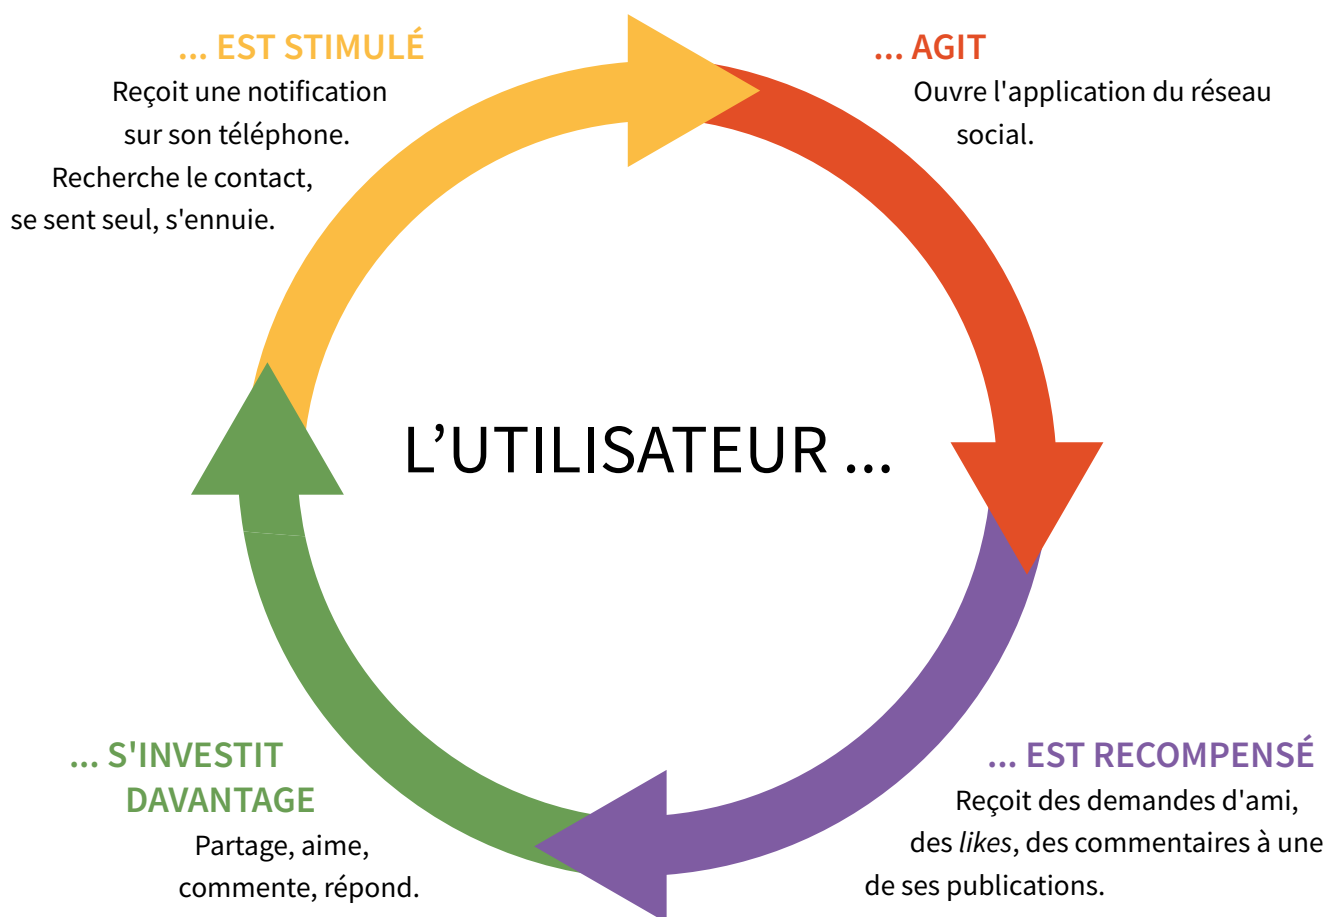 ... EST STIMULÉ
Reçoit une notification
sur son téléphone.
Recherche le contact,
se sent seul, s'ennuie.
... AGIT
Ouvre l'application du réseau
social.
L’UTILISATEUR ...
... EST RECOMPENSÉ
Reçoit des demandes d'ami,
des likes, des commentaires à une
de ses publications.
... S'INVESTIT
DAVANTAGE
Partage, aime,
commente, répond.